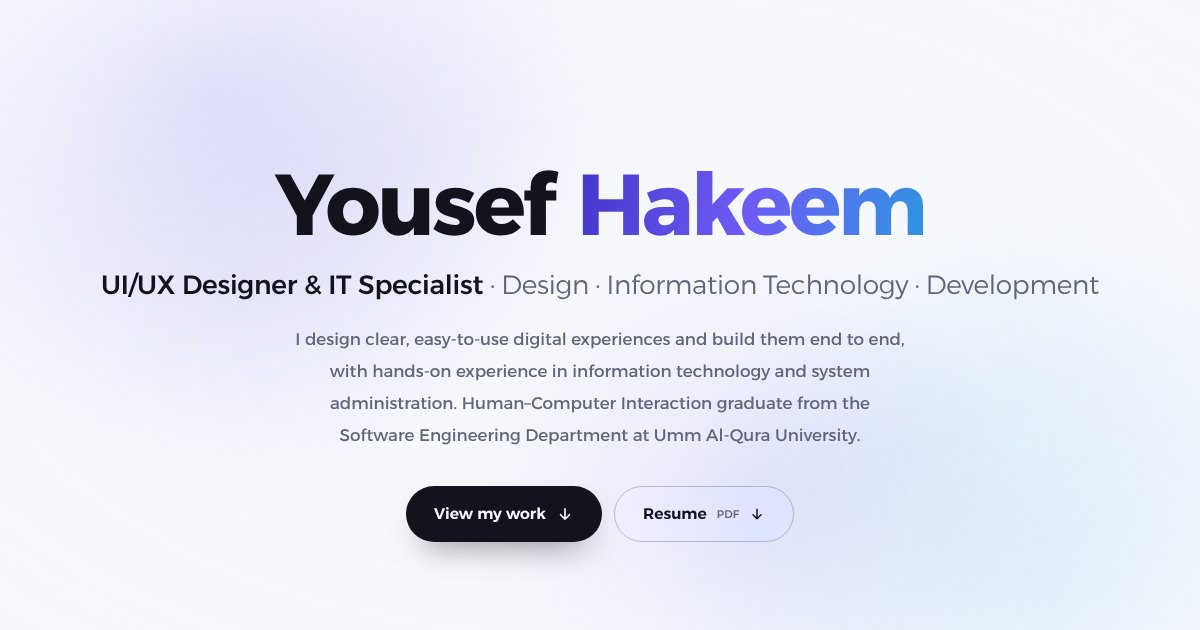 Yousef Hakeem
UI/UX Designer & IT Specialist · Design · Information Technology · Development
I design clear, easy-to-use digital experiences and build them end to end,
with hands-on experience in information technology and system
administration. Human–Computer Interaction graduate from the
Software Engineering Department at Umm Al-Qura University.
View my work ↓
Resume PDF ↓